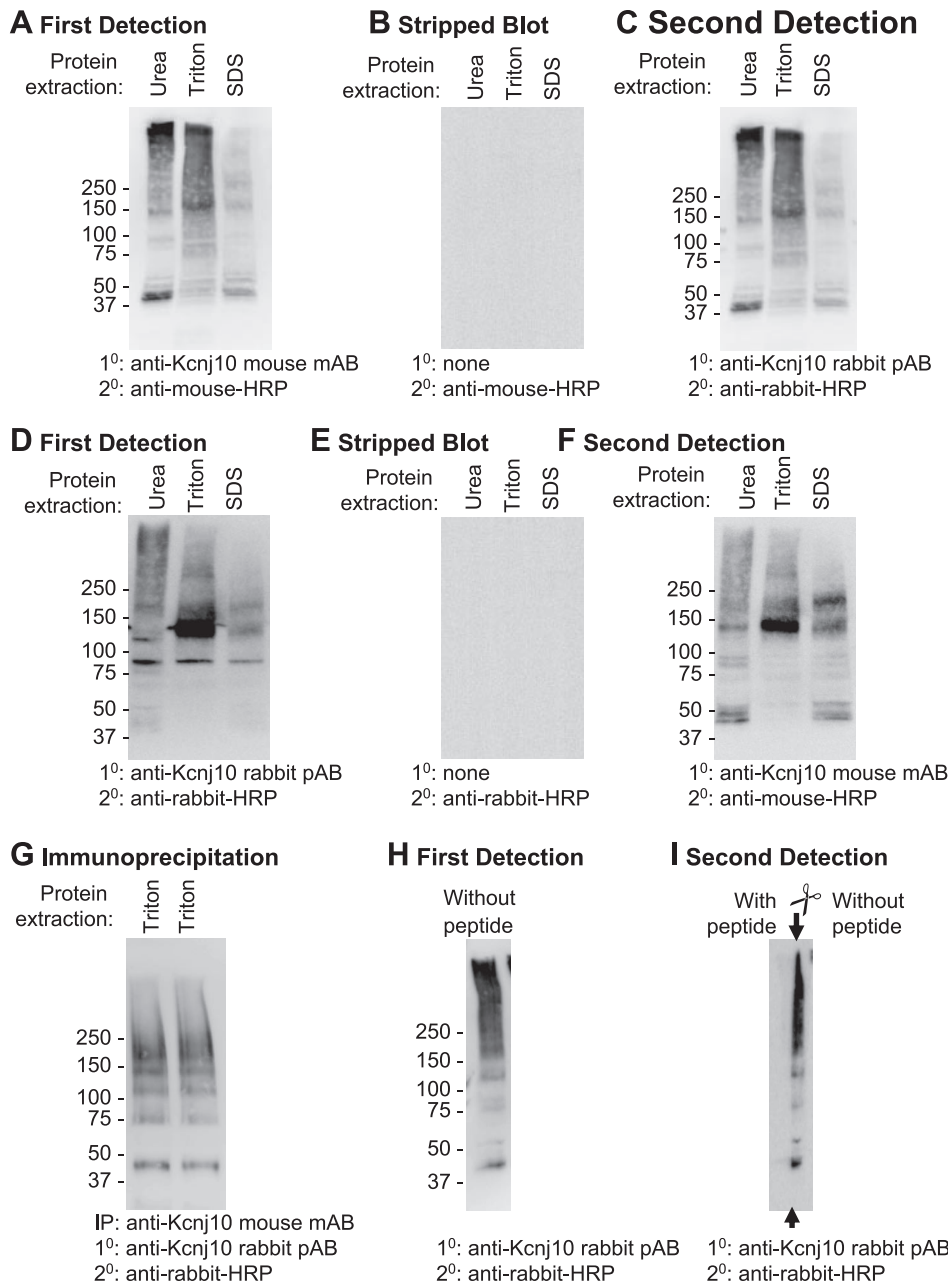 A First Detection
Protein extraction:
Urea
Triton
SDS
250 -
150 -
100 -
75 -
50 -
37 -
1⁰: anti-Kcnj10 mouse mAB
2⁰: anti-mouse-HRP
B Stripped Blot
Protein extraction:
Urea
Triton
SDS
1⁰: none
2⁰: anti-mouse-HRP
C Second Detection
Protein extraction:
Urea
Triton
SDS
250 -
150 -
100 -
75 -
50 -
37 -
1⁰: anti-Kcnj10 rabbit pAB
2⁰: anti-rabbit-HRP
D First Detection
Protein
extraction:
Urea
Triton
SDS
250 -
150 -
100 -
75 -
50 -
37 -
1⁰: anti-Kcnj10 rabbit pAB
2⁰: anti-rabbit-HRP
E Stripped Blot
Protein
extraction:
Urea
Triton
SDS
1⁰: none
2⁰: anti-rabbit-HRP
F Second Detection
Protein
extraction:
Urea
Triton
SDS
250 -
150 -
100 -
75 -
50 -
37 -
1⁰: anti-Kcnj10 mouse mAB
2⁰: anti-mouse-HRP
G Immunoprecipitation
Protein
extraction:
Triton
Triton
250 -
150 -
100 -
75 -
50 -
37 -
IP: anti-Kcnj10 mouse mAB
1⁰: anti-Kcnj10 rabbit pAB
2⁰: anti-rabbit-HRP
H First Detection
Without
peptide
250 -
150 -
100 -
75 -
50 -
37 -
1⁰: anti-Kcnj10 rabbit pAB
2⁰: anti-rabbit-HRP
I Second Detection
With
peptide
Without
peptide
1⁰: anti-Kcnj10 rabbit pAB
2⁰: anti-rabbit-HRP